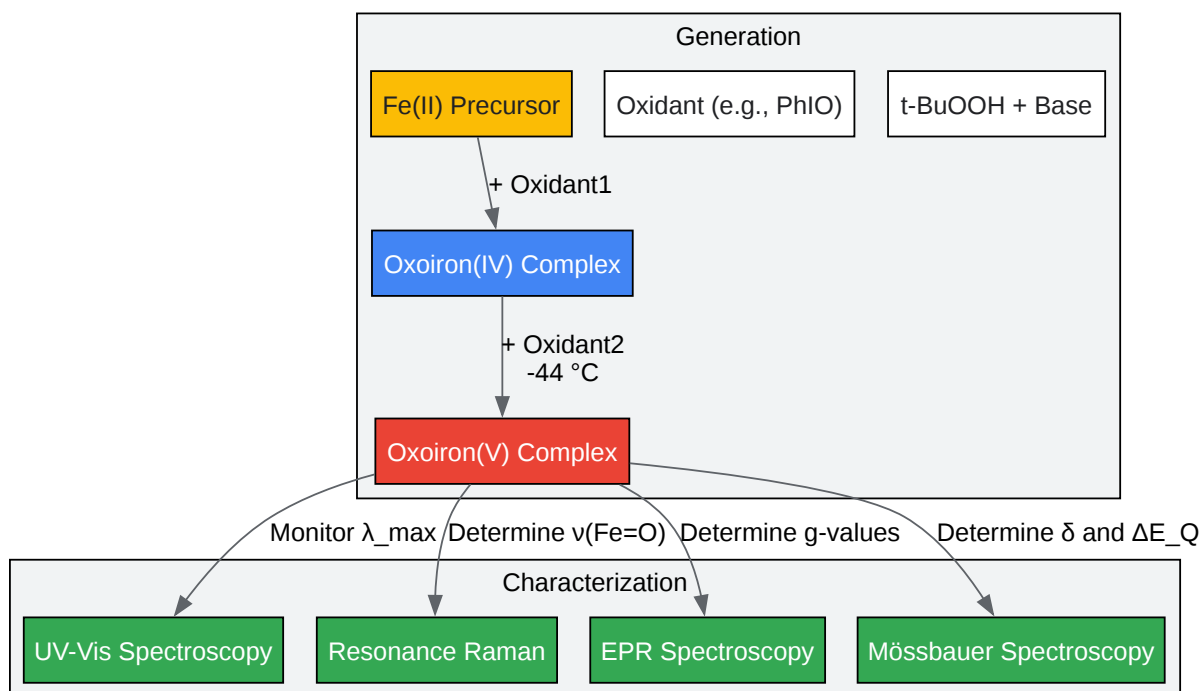 Generation
Fe(II) Precursor
Oxidant (e.g., PhIO)
t-BuOOH + Base
+ Oxidant1
Oxoiron(IV) Complex
+ Oxidant2
-44 °C
Oxoiron(V) Complex
Monitor λ_max
Determine ν(Fe=O)
Determine g-values
Determine δ and ΔE_Q
Characterization
UV-Vis Spectroscopy
Resonance Raman
EPR Spectroscopy
Mössbauer Spectroscopy